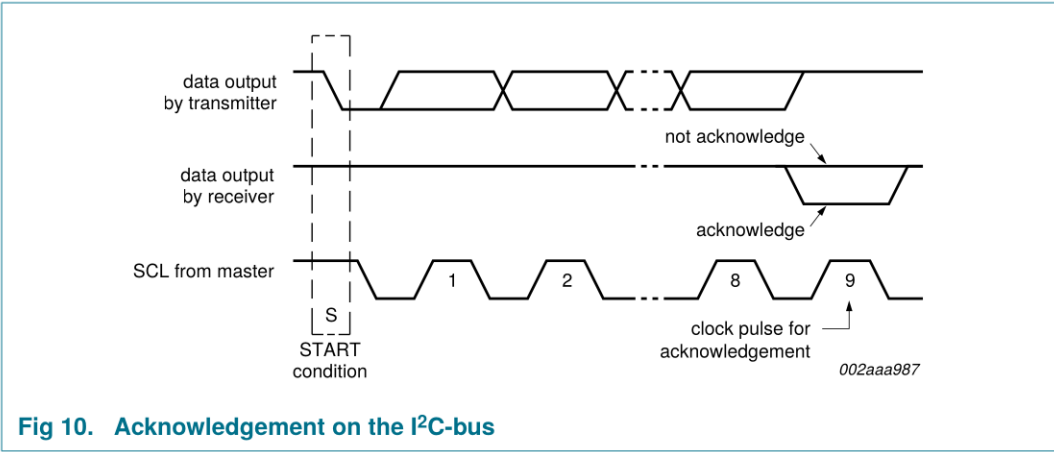 data output
by transmitter
not acknowledge
data output
by receiver
acknowledge
SCL from master
1
2
8
9
S
START
condition
clock pulse for
acknowledgement
002aaa987
Fig 10. Acknowledgement on the I²C-bus